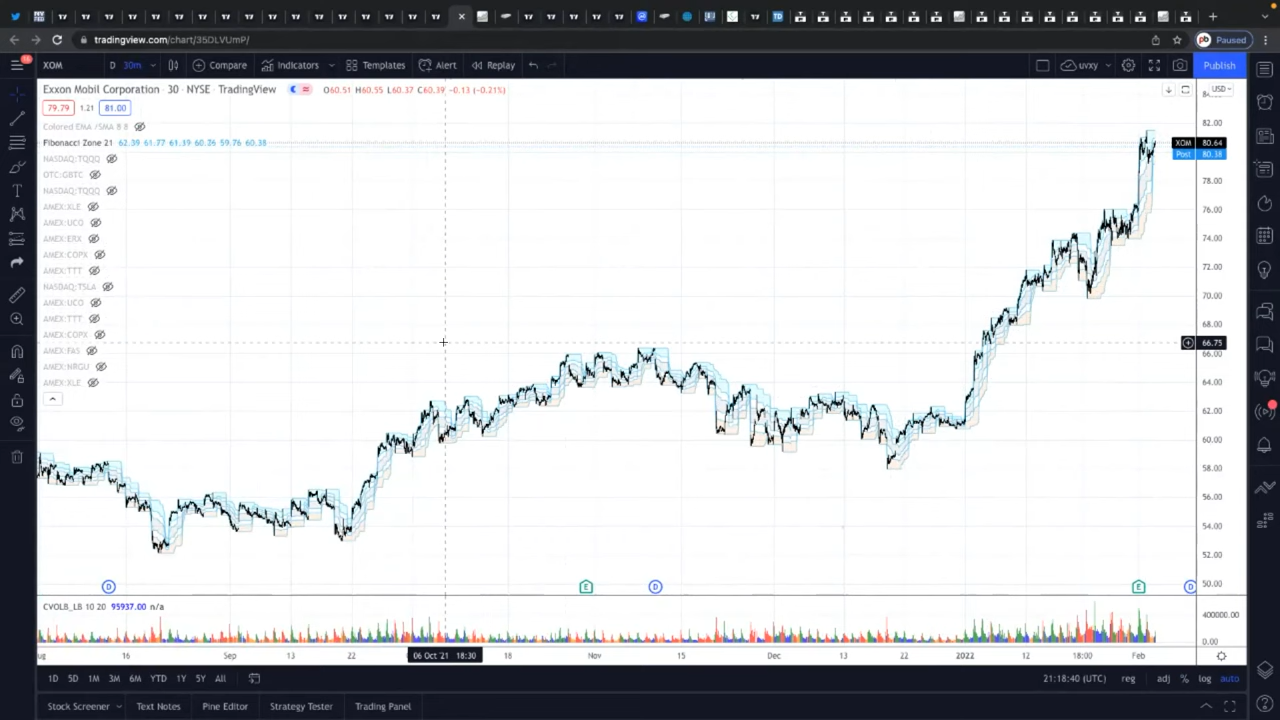 tradingview.com/chart/35DLVUmP/
Paused
XOM D 30m Compare Indicators Templates Alert Replay uvxy Publish
Exxon Mobil Corporation · 30 · NYSE · TradingView O60.51 H60.55 L60.37 C60.39 -0.13 (-0.21%)
79.79 1.21 81.00
Colored EMA /SMA 8 8
Fibonacci Zone 21 62.39 61.77 61.39 60.26 59.76 60.38
NASDAQ:TQQQ
OTC:GBTC
NASDAQ:TQQQ
AMEX:XLE
AMEX:UCO
AMEX:ERX
AMEX:COPX
AMEX:TTT
NASDAQ:TSLA
AMEX:UCO
AMEX:TTT
AMEX:COPX
AMEX:FAS
AMEX:NRGU
AMEX:XLE
USD
82.00
XOM 80.64
Post 80.38
78.00
76.00
74.00
72.00
70.00
68.00
66.75
66.00
64.00
62.00
60.00
58.00
56.00
54.00
52.00
50.00
D E D E D
CVOLB_LB 10 20 95937.00 n/a
400000.00
0.00
ug 16 Sep 13 22 06 Oct '21 18:30 18 Nov 15 Dec 13 22 2022 12 18:00 Feb
1D 5D 1M 3M 6M YTD 1Y 5Y All 21:18:40 (UTC) reg adj % log auto
Stock Screener Text Notes Pine Editor Strategy Tester Trading Panel